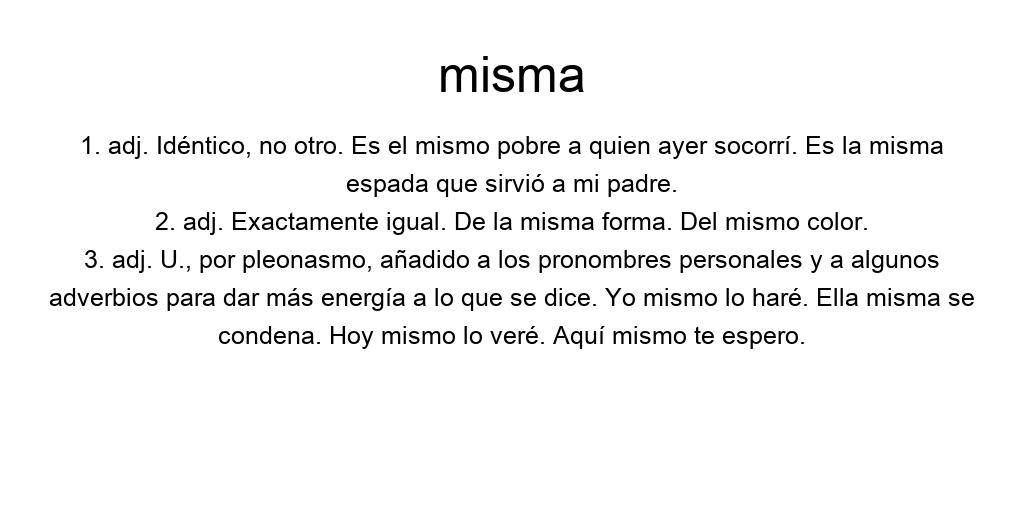 misma
1. adj. Idéntico, no otro. Es el mismo pobre a quien ayer socorrí. Es la misma
espada que sirvió a mi padre.
2. adj. Exactamente igual. De la misma forma. Del mismo color.
3. adj. U., por pleonasmo, añadido a los pronombres personales y a algunos
adverbios para dar más energía a lo que se dice. Yo mismo lo haré. Ella misma se
condena. Hoy mismo lo veré. Aquí mismo te espero.